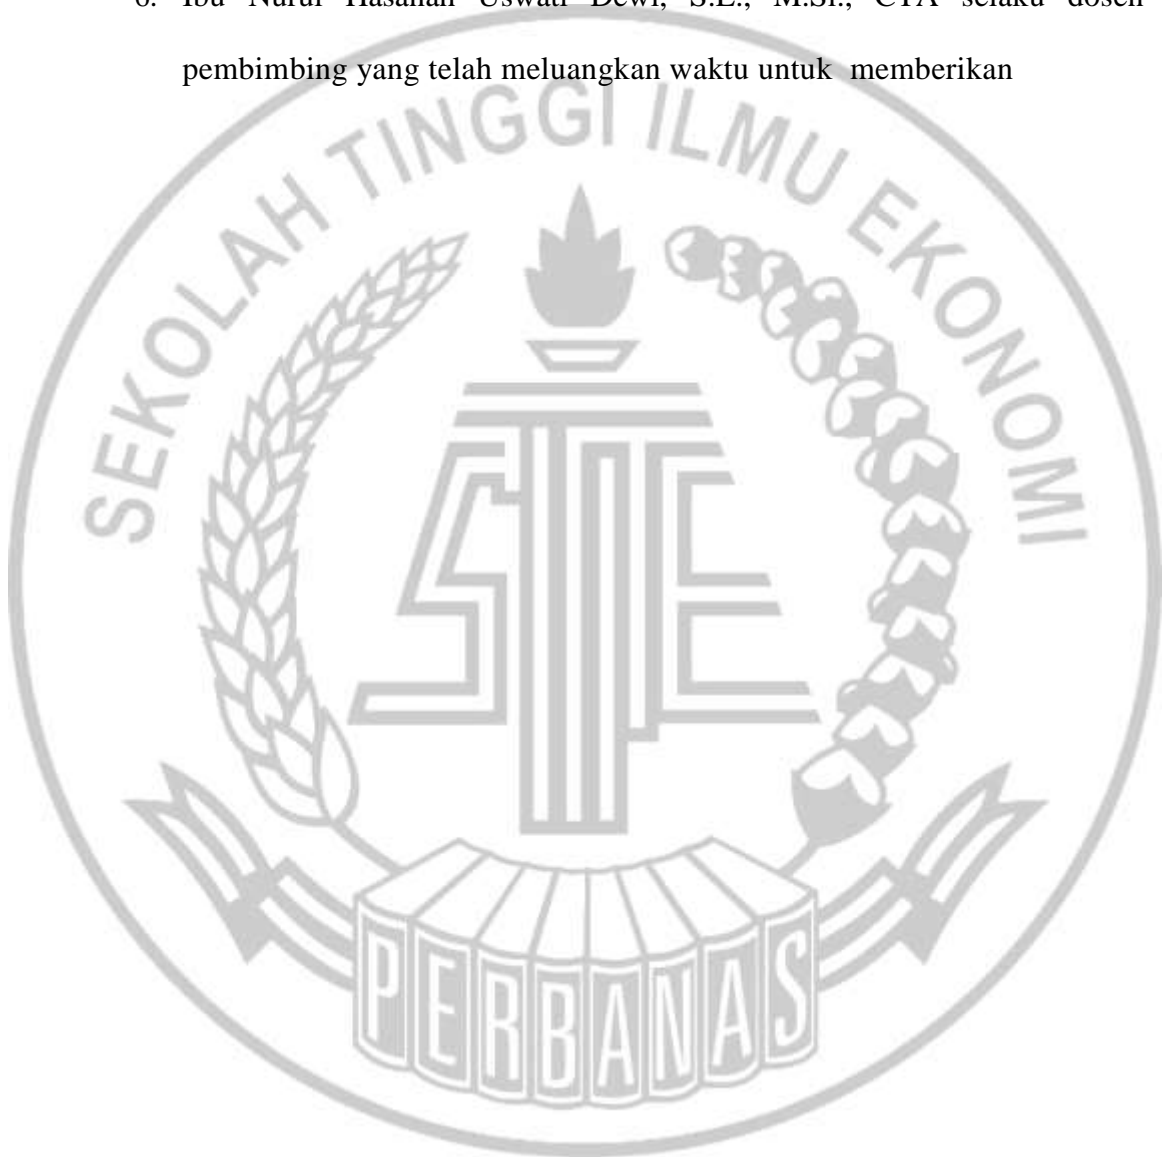 6. Ibu Nurul Hasanah Uswati Dewi, S.E., M.Si., CTA selaku dosen
pembimbing yang telah meluangkan waktu untuk memberikan
SEKOLAH TINGGI ILMU EKONOMI
STIE
PERBANAS